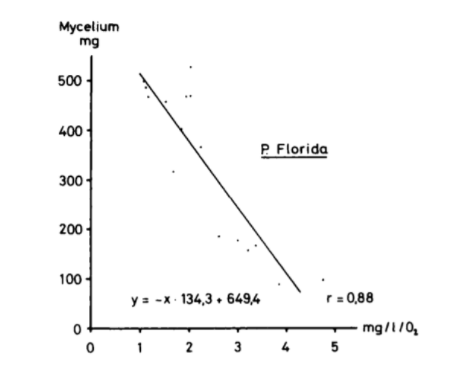 Mycelium
mg
500
400
P. Florida
300
200
100
y = -x · 134,3 + 649,4 r = 0,88
0
mg/l/O₂
0 1 2 3 4 5